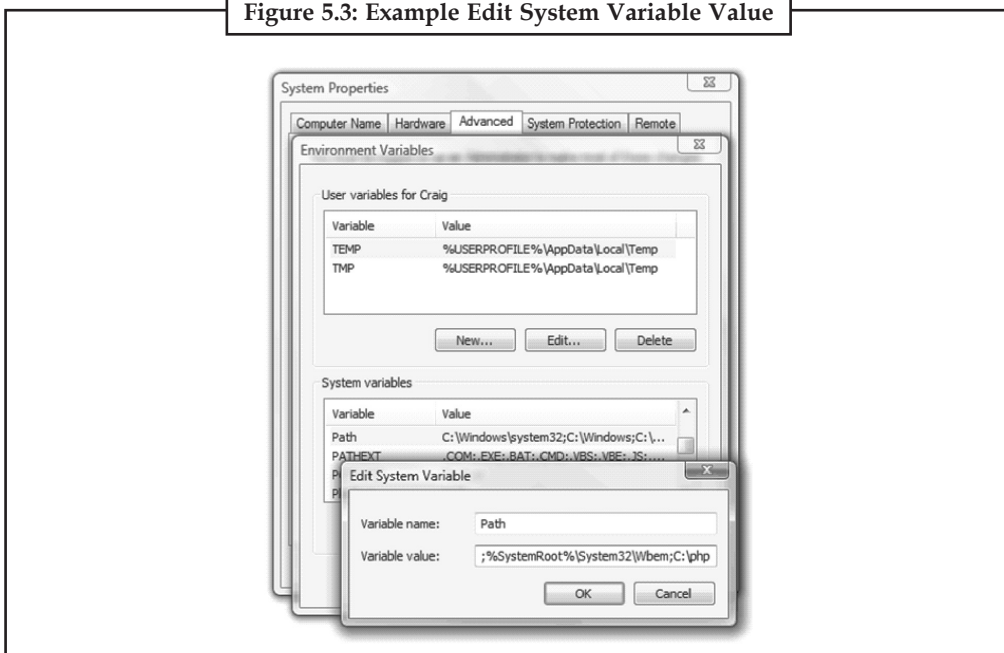 Figure 5.3: Example Edit System Variable Value
System Properties
Computer Name Hardware Advanced System Protection Remote
Environment Variables
User variables for Craig
Variable Value
TEMP %USERPROFILE%\AppData\Local\Temp
TMP %USERPROFILE%\AppData\Local\Temp
New... Edit... Delete
System variables
Variable Value
Path C:\Windows\system32;C:\Windows;C:\...
PATHEXT .COM;.EXE;.BAT;.CMD;.VBS;.VBE;.JS;....
Edit System Variable
Variable name: Path
Variable value: ;%SystemRoot%\System32\Wbem;C:\php
OK Cancel